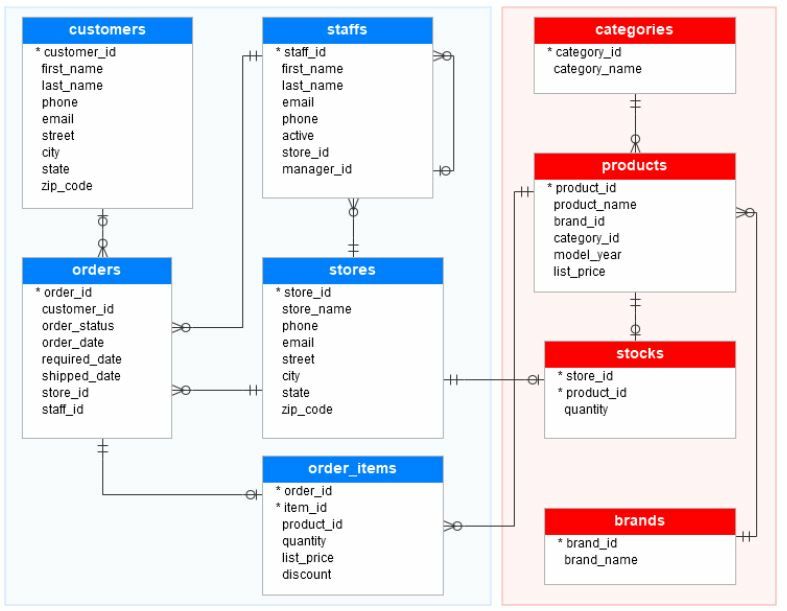 customers
* customer_id
first_name
last_name
phone
email
street
city
state
zip_code
staffs
* staff_id
first_name
last_name
email
phone
active
store_id
manager_id
categories
* category_id
category_name
products
* product_id
product_name
brand_id
category_id
model_year
list_price
orders
* order_id
customer_id
order_status
order_date
required_date
shipped_date
store_id
staff_id
stores
* store_id
store_name
phone
email
street
city
state
zip_code
stocks
* store_id
* product_id
quantity
order_items
* order_id
* item_id
product_id
quantity
list_price
discount
brands
* brand_id
brand_name